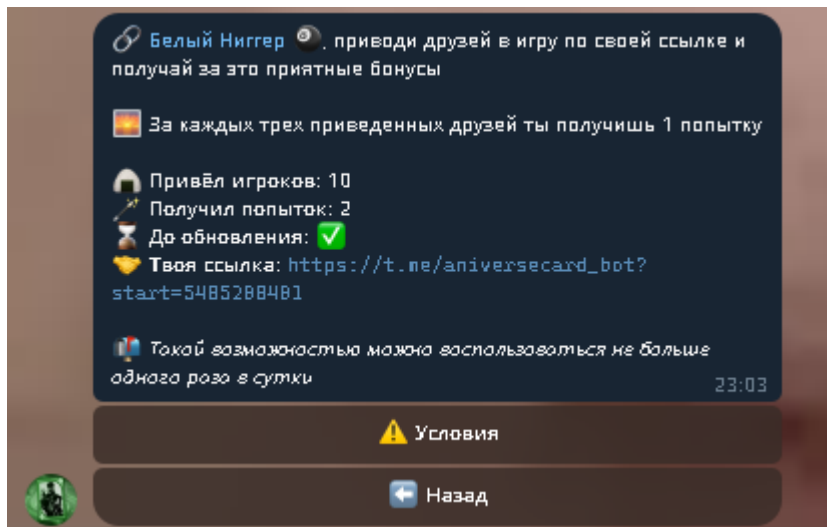 🔗 Белый Ниггер 🎱, приводи друзей в игру по своей ссылке и
получай за это приятные бонусы
🌅 За каждых трех приведенных друзей ты получишь 1 попытку
🍙 Привёл игроков: 10
🪄 Получил попыток: 2
⌛ До обновления: ✅
🤝 Твоя ссылка: https://t.me/aniversecard_bot?
start=5485288481
📬 Такой возможностью можно воспользоваться не больше
одного раза в сутки
23:03
⚠️ Условия
⬅️ Назад